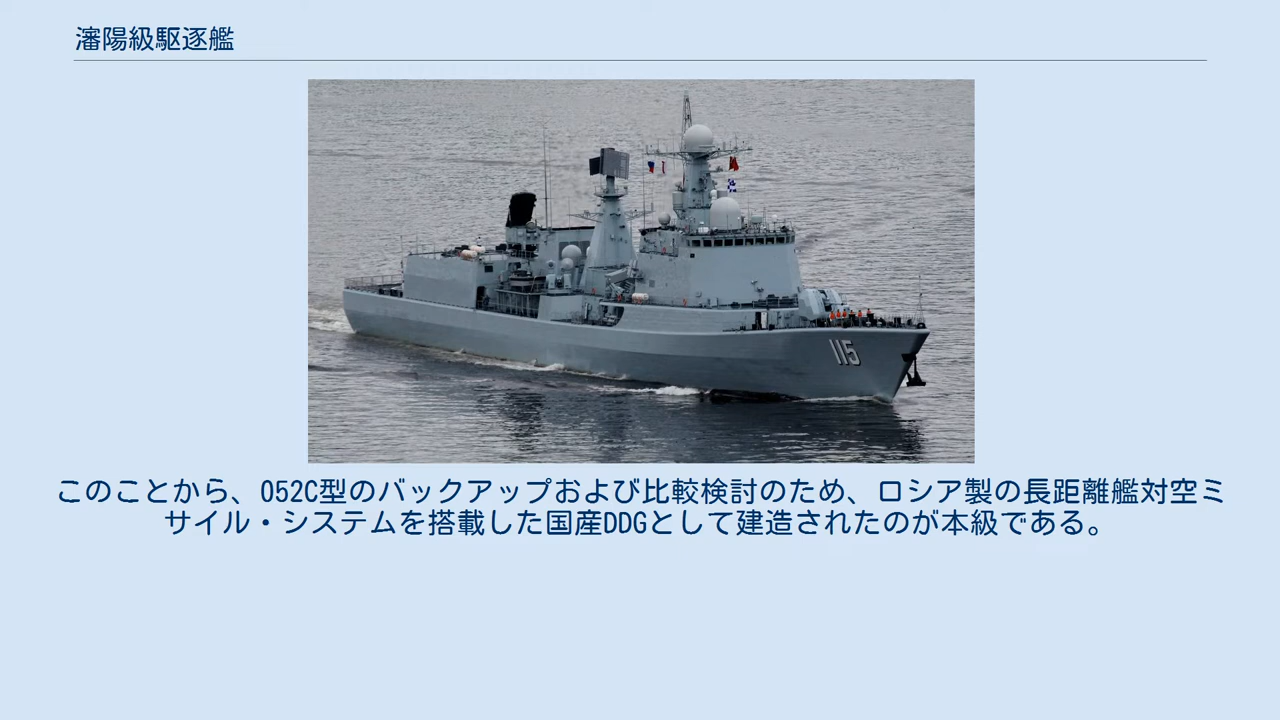 瀋陽級駆逐艦
115
このことから、052C型のバックアップおよび比較検討のため、ロシア製の長距離艦対空ミ
サイル・システムを搭載した国産DDGとして建造されたのが本級である。